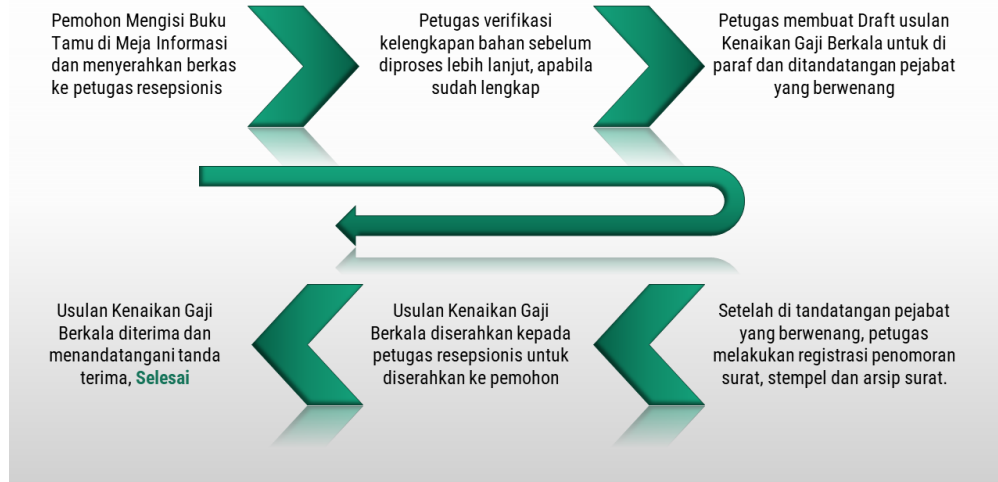 Pemohon Mengisi Buku
Tamu di Meja Informasi
dan menyerahkan berkas
ke petugas resepsionis
Petugas verifikasi
kelengkapan bahan sebelum
diproses lebih lanjut, apabila
sudah lengkap
Petugas membuat Draft usulan
Kenaikan Gaji Berkala untuk di
paraf dan ditandatangan pejabat
yang berwenang
Setelah di tandatangan pejabat
yang berwenang, petugas
melakukan registrasi penomoran
surat, stempel dan arsip surat.
Usulan Kenaikan Gaji
Berkala diserahkan kepada
petugas resepsionis untuk
diserahkan ke pemohon
Usulan Kenaikan Gaji
Berkala diterima dan
menandatangani tanda
terima, Selesai